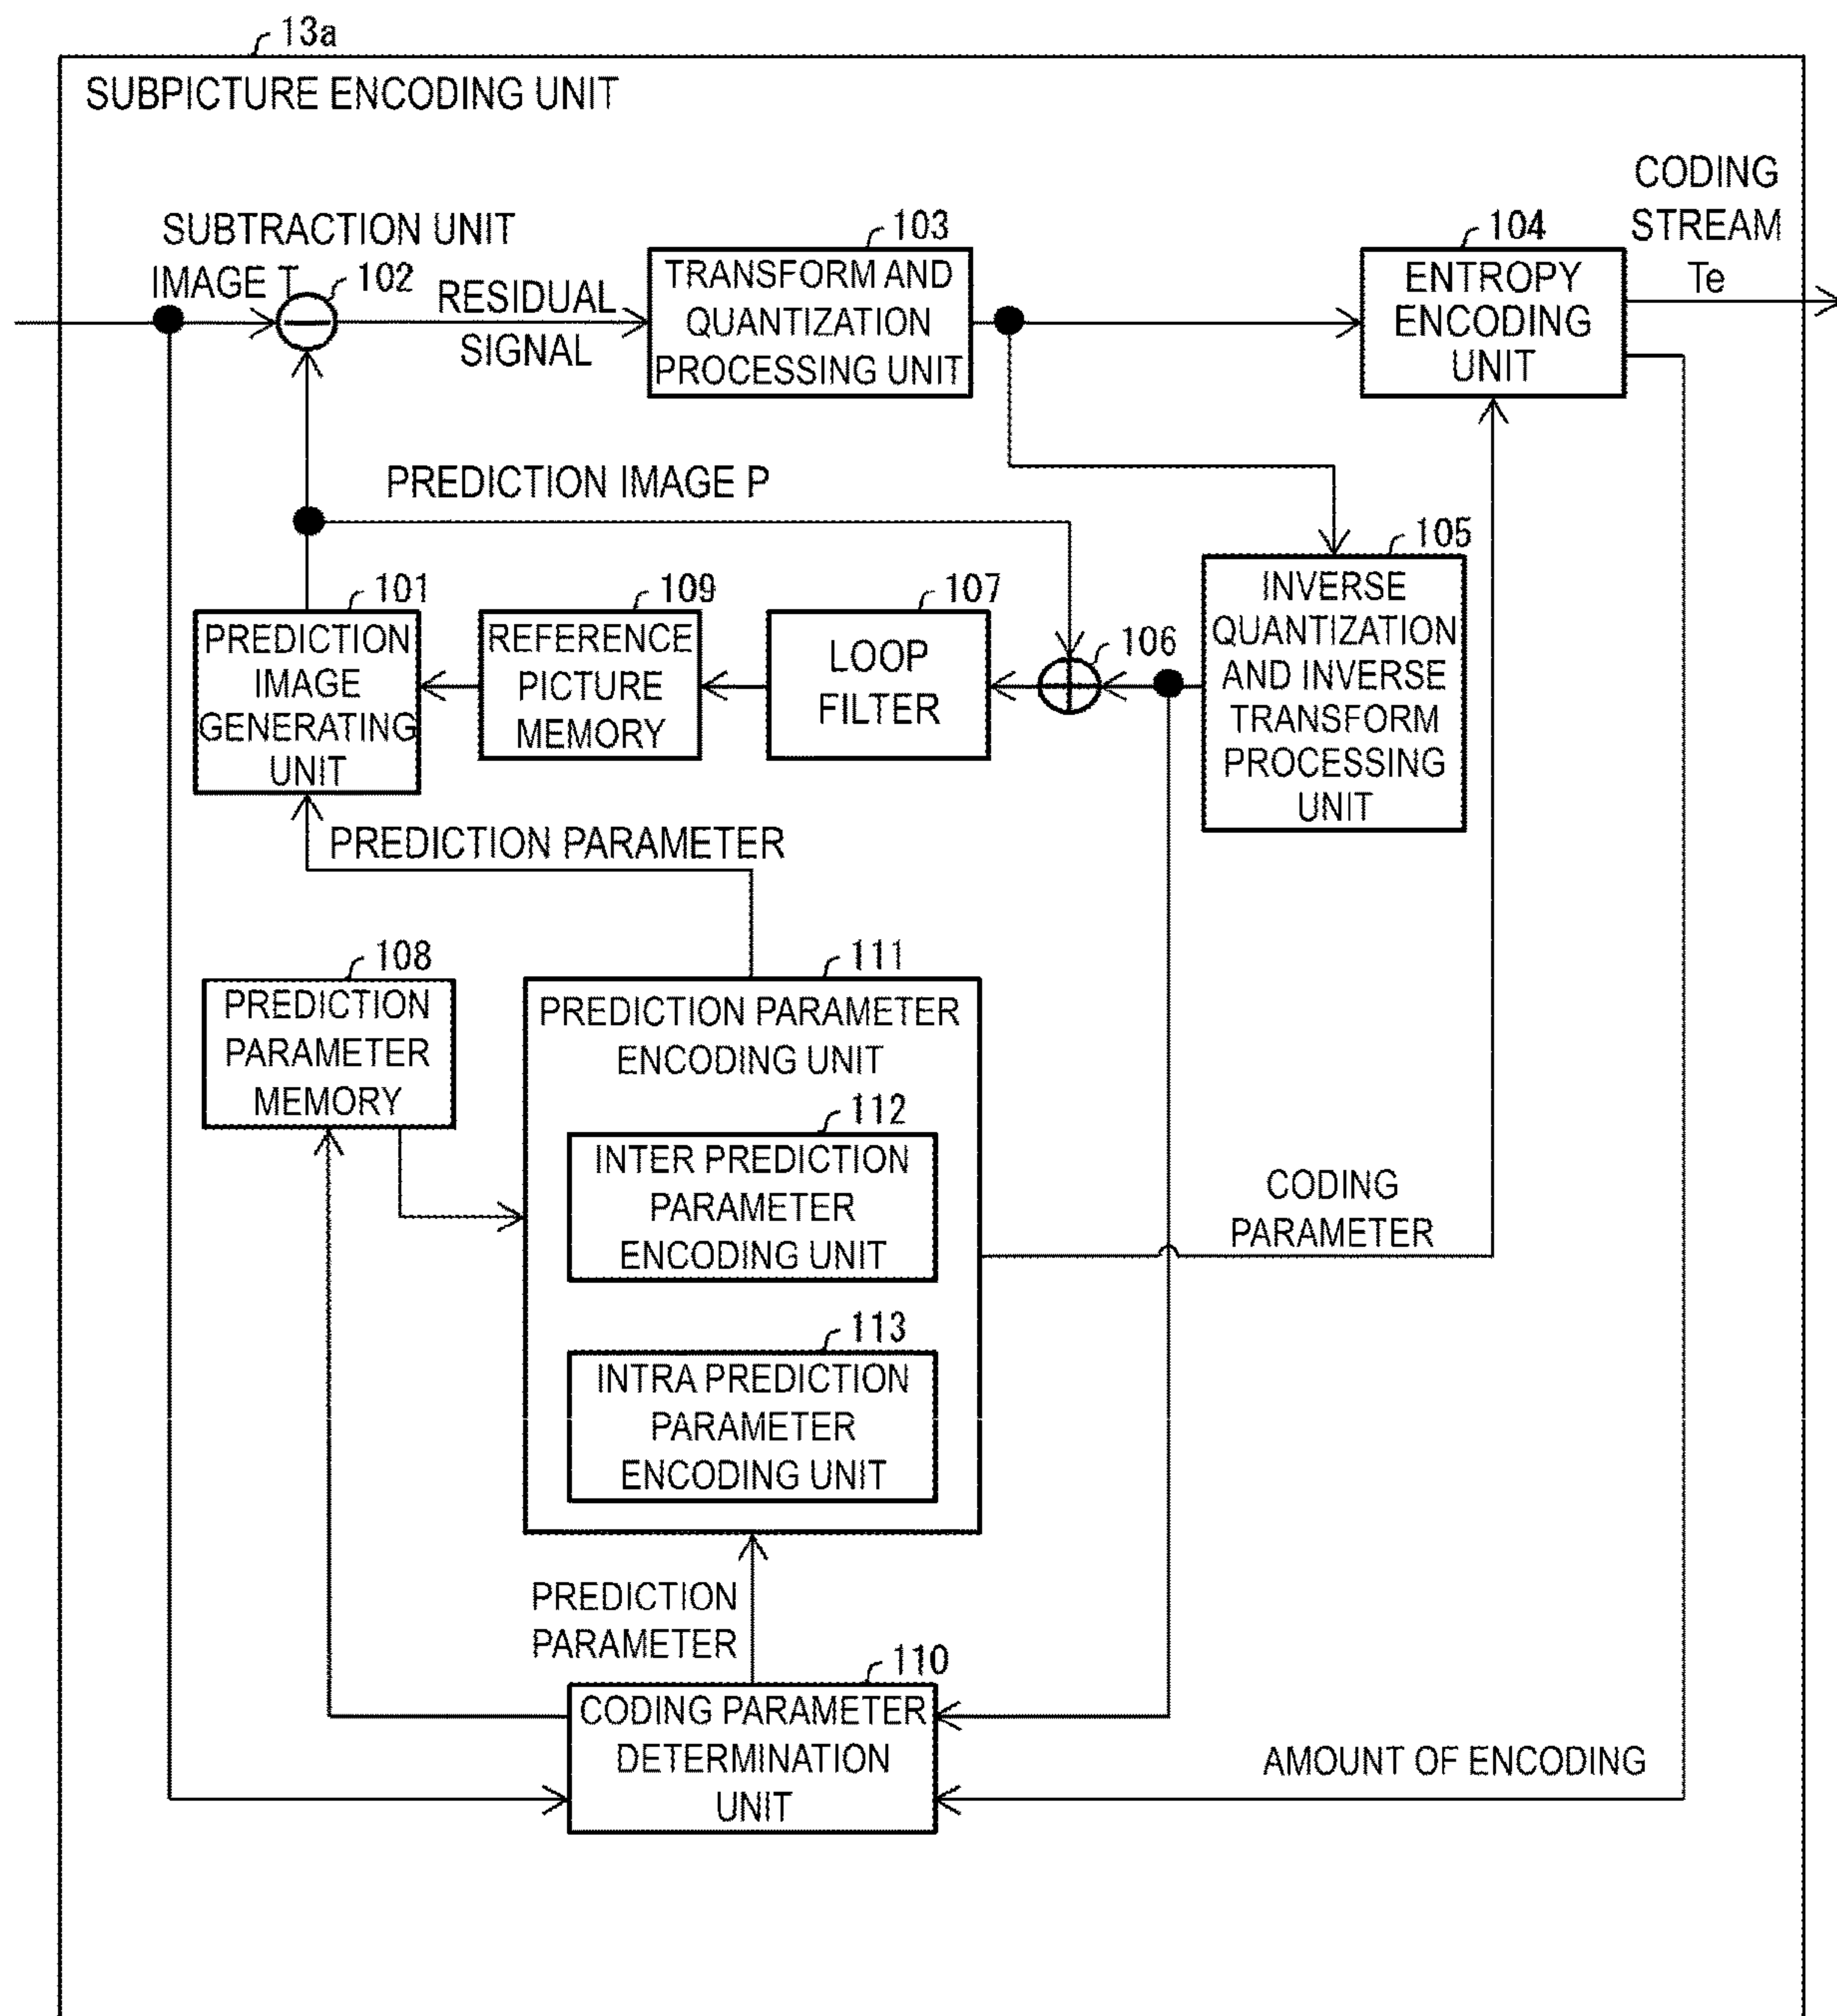 13a
SUBPICTURE ENCODING UNIT
CODING
STREAM
Te
SUBTRACTION UNIT
IMAGE T
102
RESIDUAL
SIGNAL
103
TRANSFORM AND
QUANTIZATION
PROCESSING UNIT
104
ENTROPY
ENCODING
UNIT
PREDICTION IMAGE P
101
PREDICTION
IMAGE
GENERATING
UNIT
109
REFERENCE
PICTURE
MEMORY
107
LOOP
FILTER
106
105
INVERSE
QUANTIZATION
AND INVERSE
TRANSFORM
PROCESSING
UNIT
PREDICTION PARAMETER
108
PREDICTION
PARAMETER
MEMORY
111
PREDICTION PARAMETER
ENCODING UNIT
112
INTER PREDICTION
PARAMETER
ENCODING UNIT
113
INTRA PREDICTION
PARAMETER
ENCODING UNIT
CODING
PARAMETER
PREDICTION
PARAMETER
110
CODING PARAMETER
DETERMINATION
UNIT
AMOUNT OF ENCODING